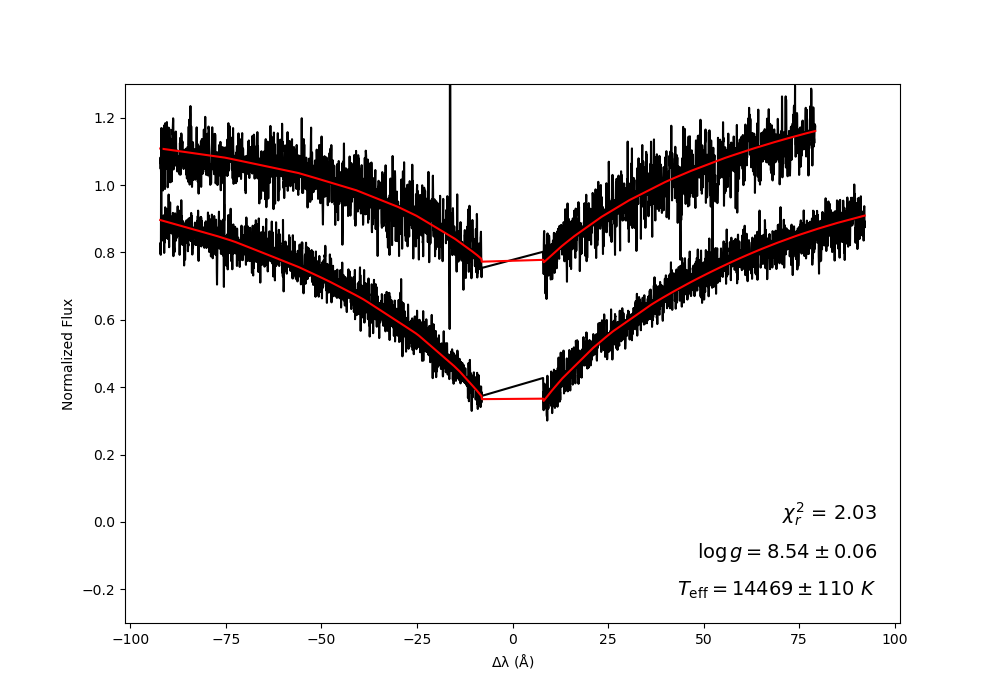 1.2
1.0
0.8
0.6
0.4
0.2
0.0
−0.2
Normalized Flux
χ²ᵣ = 2.03
log g = 8.54 ± 0.06
T_eff = 14469 ± 110 K
−100 −75 −50 −25 0 25 50 75 100
Δλ (Å)